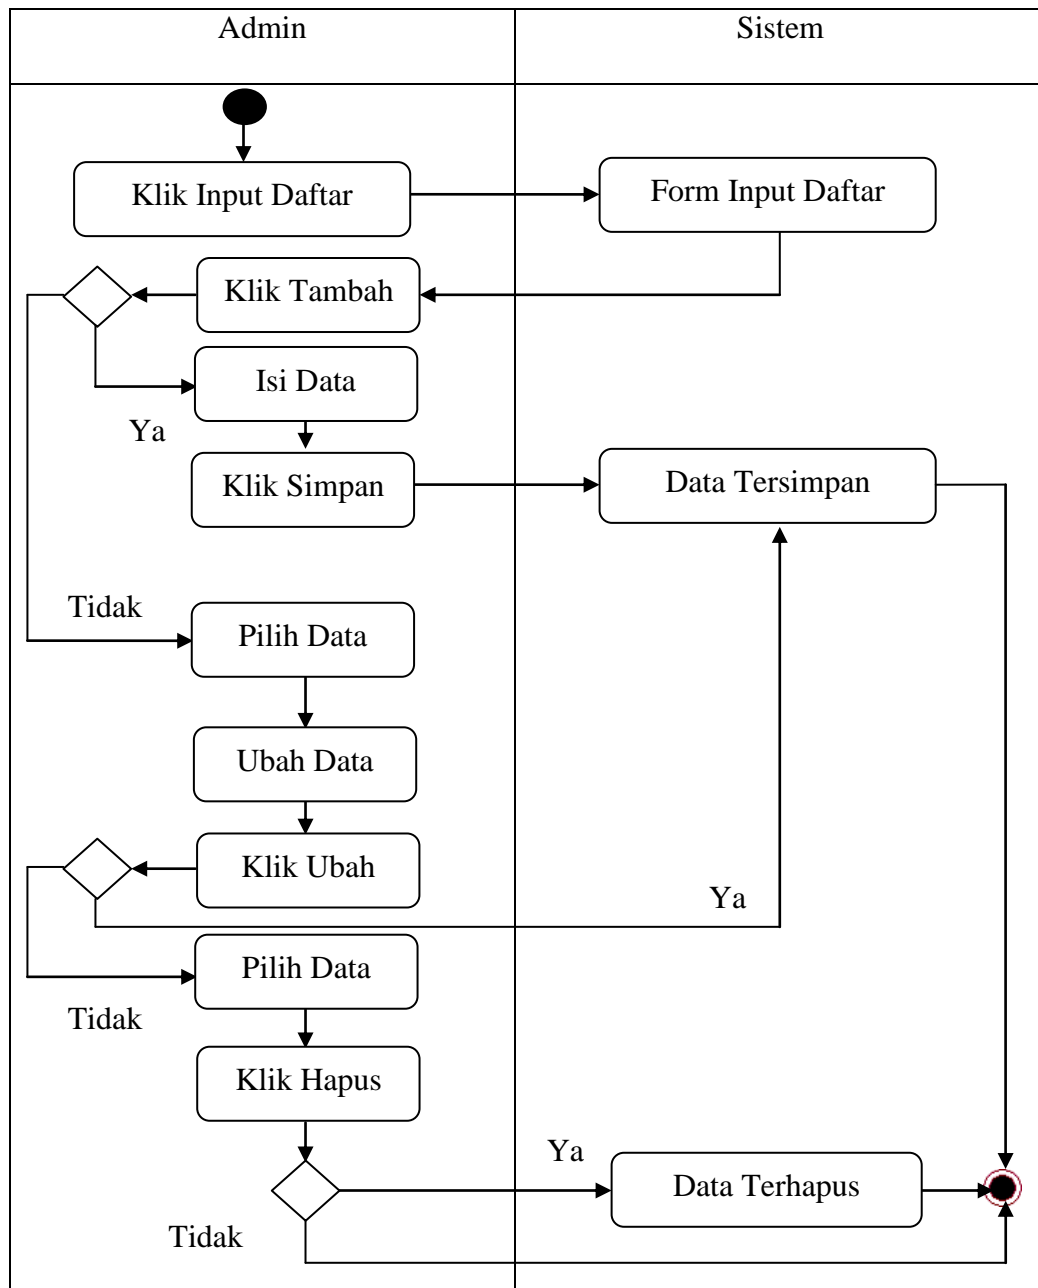 Admin
Sistem
Klik Input Daftar
Form Input Daftar
Klik Tambah
Isi Data
Ya
Klik Simpan
Data Tersimpan
Tidak
Pilih Data
Ubah Data
Klik Ubah
Ya
Pilih Data
Tidak
Klik Hapus
Ya
Data Terhapus
Tidak